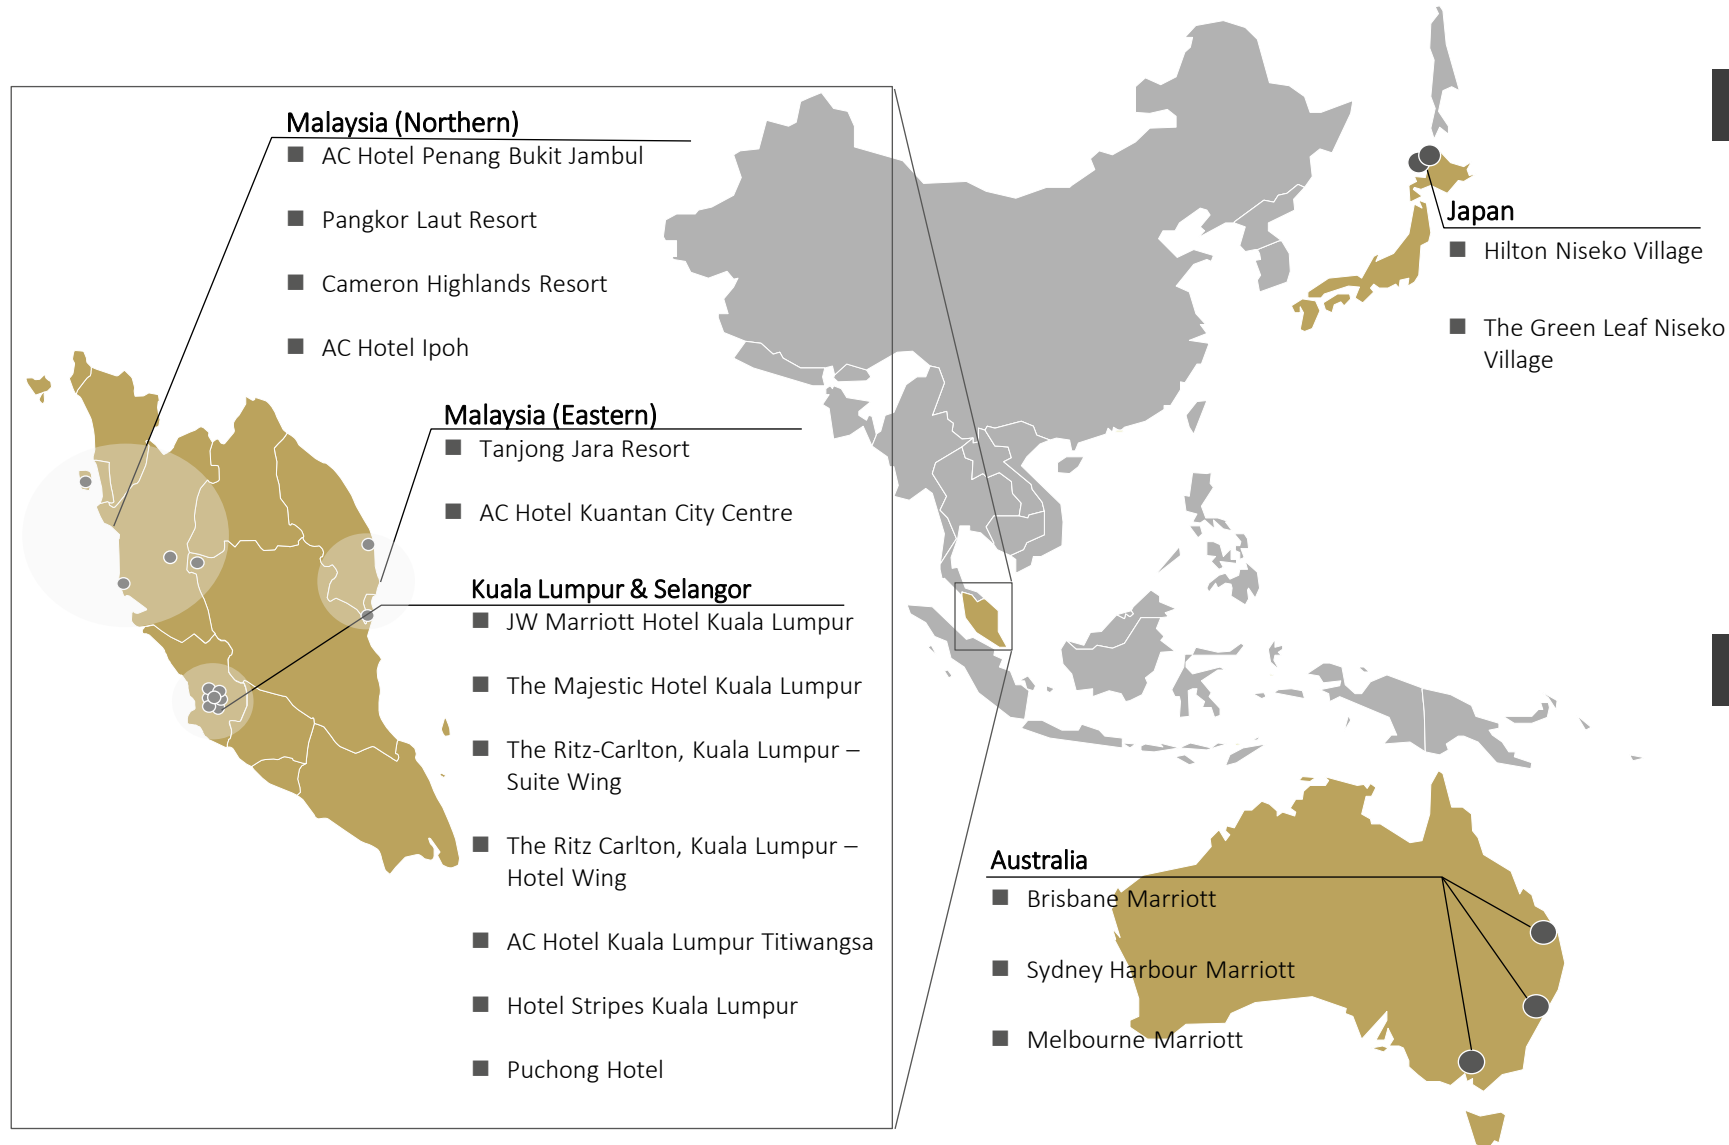 Malaysia (Northern)
AC Hotel Penang Bukit Jambul
Pangkor Laut Resort
Cameron Highlands Resort
AC Hotel Ipoh
Malaysia (Eastern)
Tanjong Jara Resort
AC Hotel Kuantan City Centre
Kuala Lumpur & Selangor
JW Marriott Hotel Kuala Lumpur
The Majestic Hotel Kuala Lumpur
The Ritz-Carlton, Kuala Lumpur –
Suite Wing
The Ritz Carlton, Kuala Lumpur –
Hotel Wing
AC Hotel Kuala Lumpur Titiwangsa
Hotel Stripes Kuala Lumpur
Puchong Hotel
Japan
Hilton Niseko Village
The Green Leaf Niseko
Village
Australia
Brisbane Marriott
Sydney Harbour Marriott
Melbourne Marriott